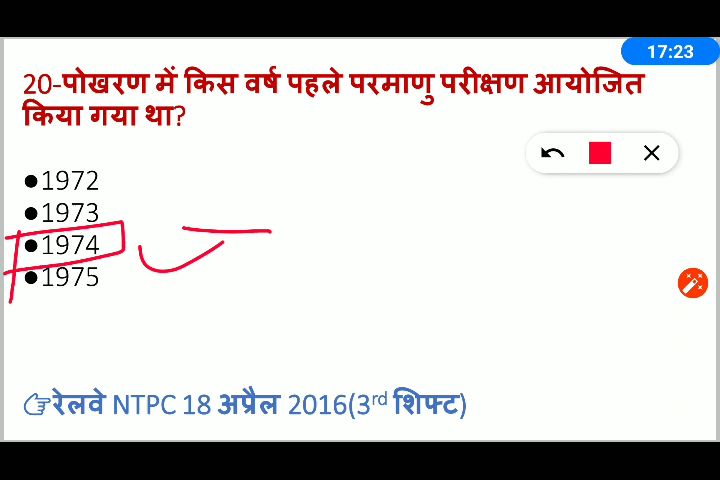 17:23
20-पोखरण में किस वर्ष पहले परमाणु परीक्षण आयोजित
किया गया था?
●1972
●1973
●1974
●1975
👉रेलवे NTPC 18 अप्रैल 2016(3rd शिफ्ट)